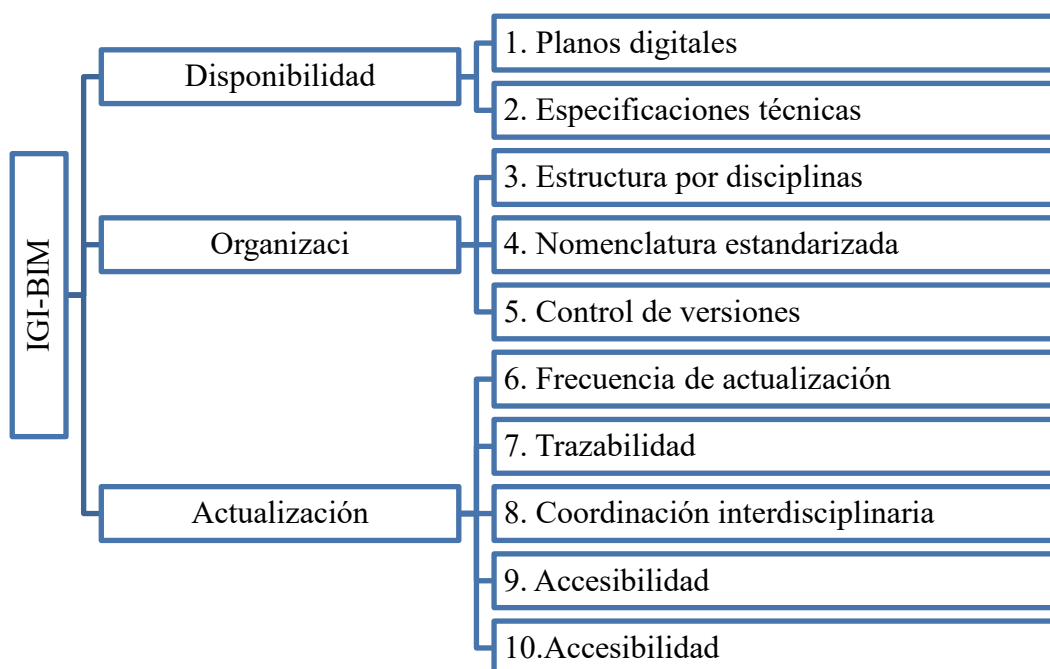 IGI-BIM
Disponibilidad
1. Planos digitales
2. Especificaciones técnicas
Organizaci
3. Estructura por disciplinas
4. Nomenclatura estandarizada
5. Control de versiones
Actualización
6. Frecuencia de actualización
7. Trazabilidad
8. Coordinación interdisciplinaria
9. Accesibilidad
10.Accesibilidad